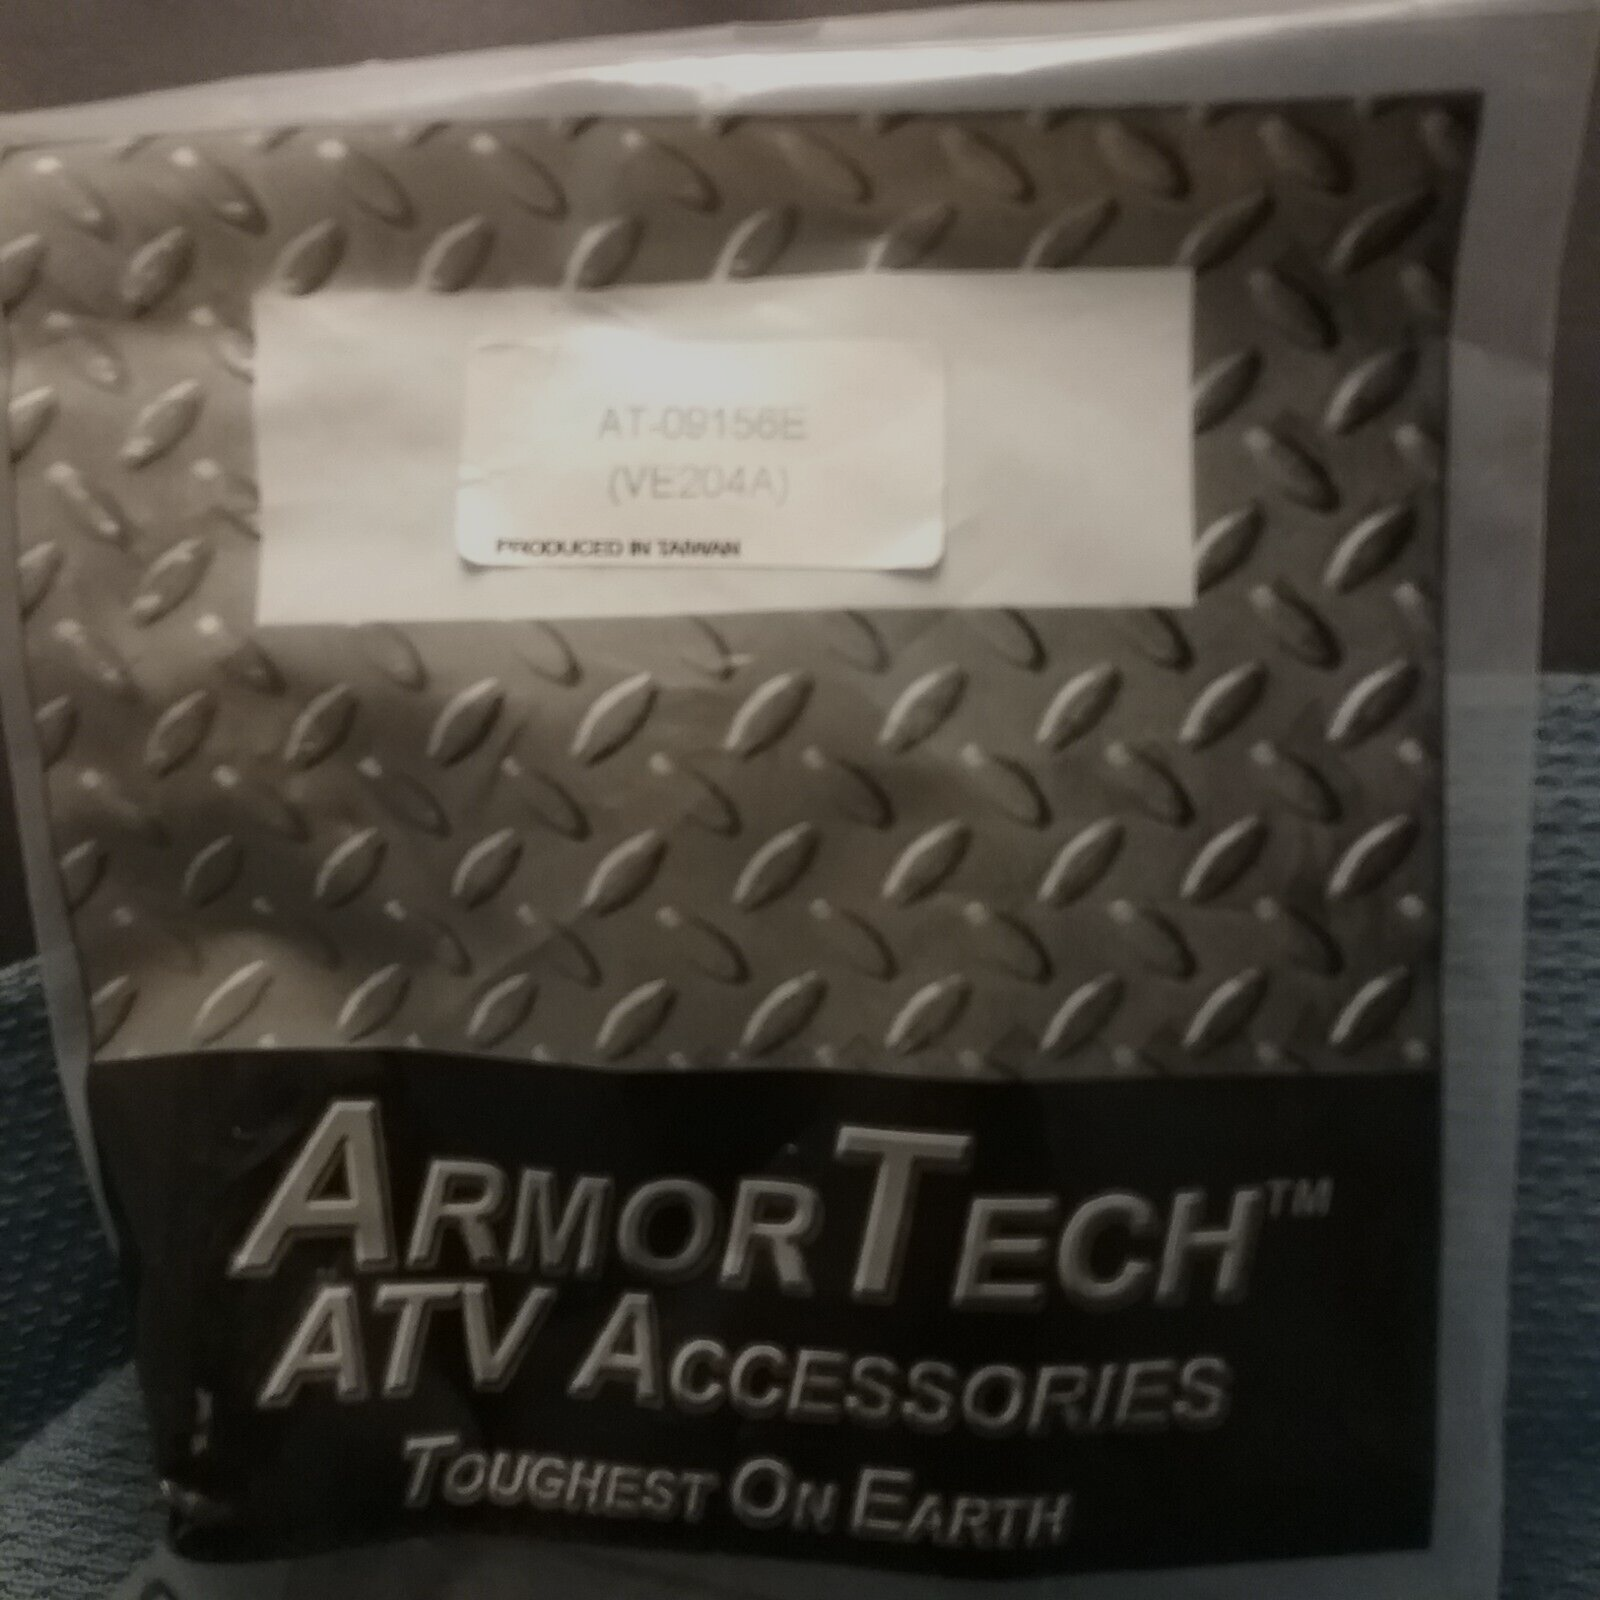 AT-09156E
(VE204A)
PRODUCED IN TAIWAN
ARMORTECH™
ATV ACCESSORIES
TOUGHEST ON EARTH